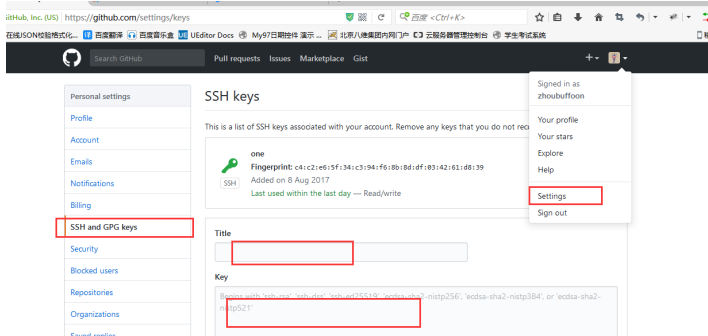 GitHub, Inc. (US) https://github.com/settings/keys 百度 <Ctrl+K>
在线JSON校验格式化... 百度翻译 百度音乐盒 UE UEditor Docs My97日期控件 演示 ... 北京八维集团内网门户 云服务器管理控制台 学生考试系统
Search GitHub Pull requests Issues Marketplace Gist
Signed in as
zhoubuffoon
Your profile
Your stars
Explore
Help
Settings
Sign out
Personal settings
Profile
Account
Emails
Notifications
Billing
SSH and GPG keys
Security
Blocked users
Repositories
Organizations
Saved replies
SSH keys
This is a list of SSH keys associated with your account. Remove any keys that you do not rec
one
Fingerprint: c4:c2:e6:5f:34:c3:94:f6:8b:8d:df:03:42:61:d8:39
SSH Added on 8 Aug 2017
Last used within the last day — Read/write
Title
Key
Begins with 'ssh-rsa', 'ssh-dss', 'ssh-ed25519', 'ecdsa-sha2-nistp256', 'ecdsa-sha2-nistp384', or 'ecdsa-sha2-
nistp521'